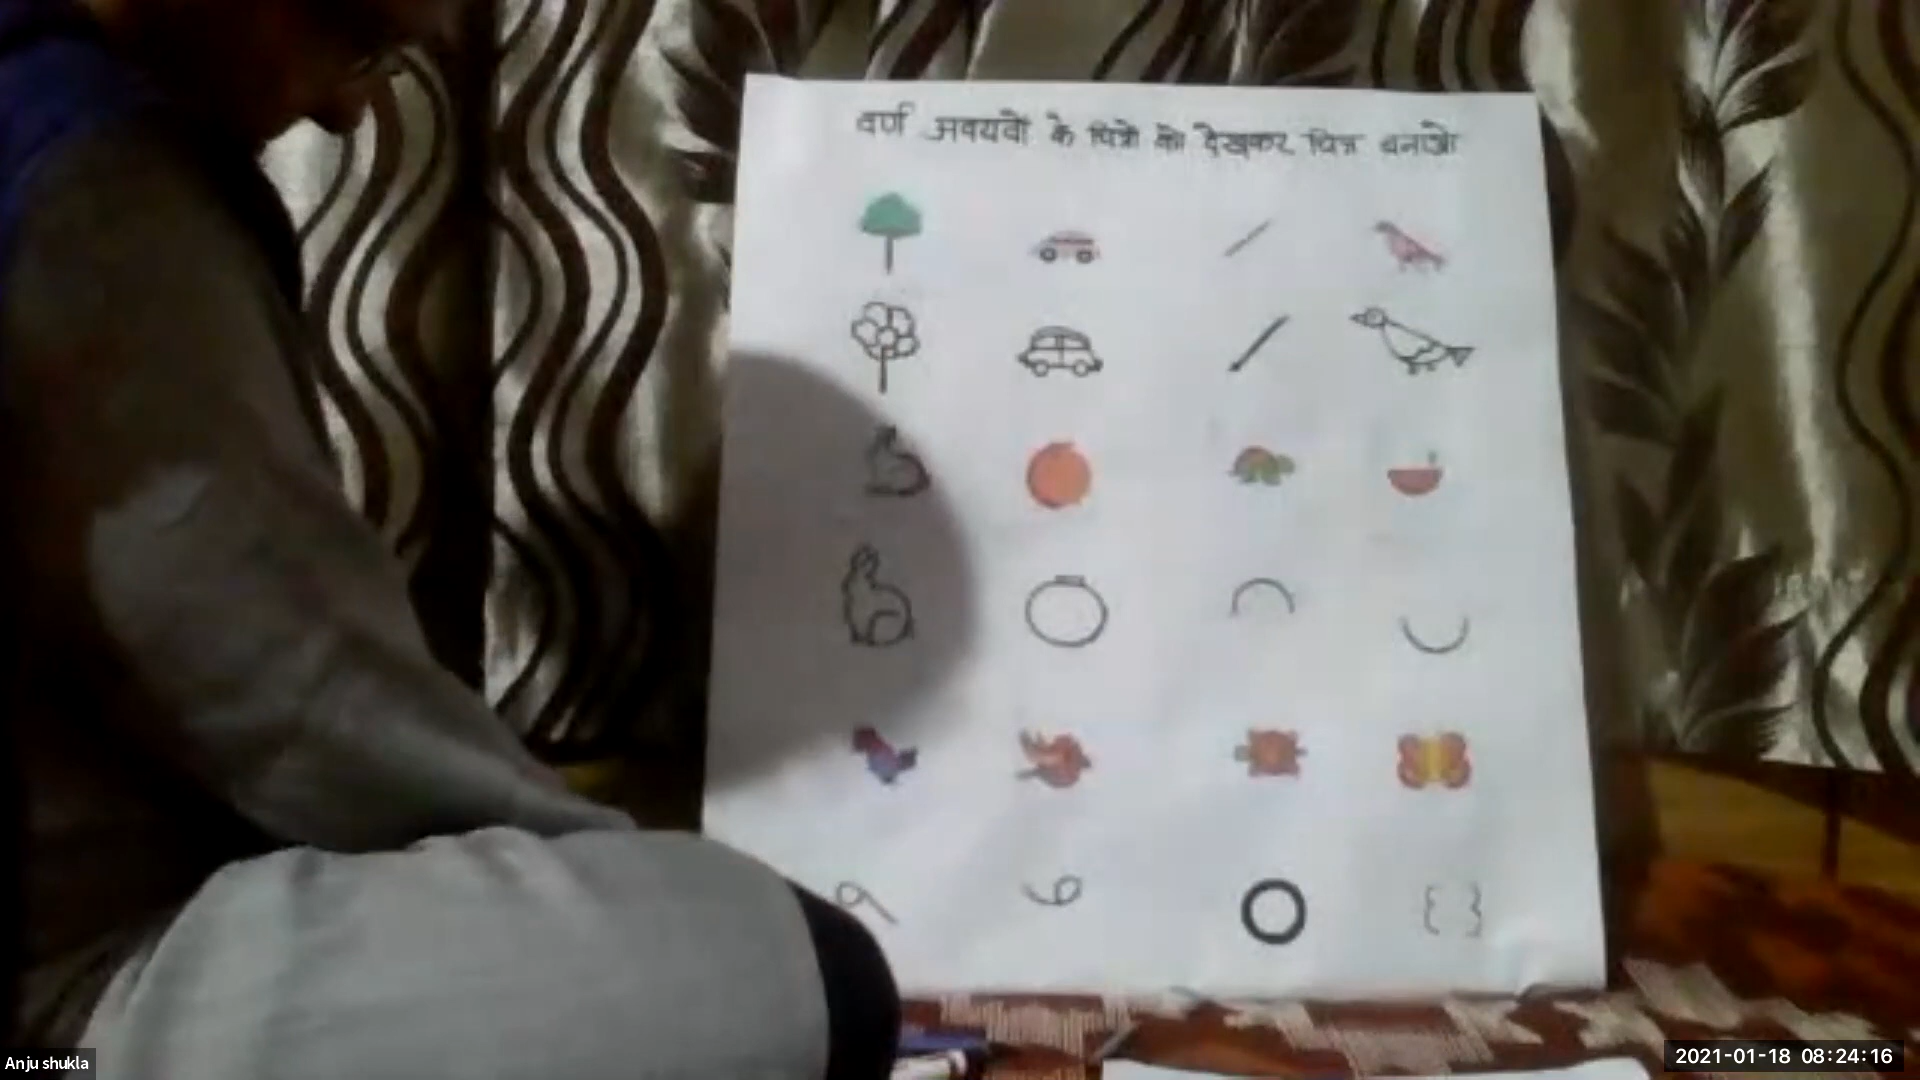 वर्ण अवयवों के चित्रो को देखकर चित्र बनाओ
Anju shukla
2021-01-18 08:24:16